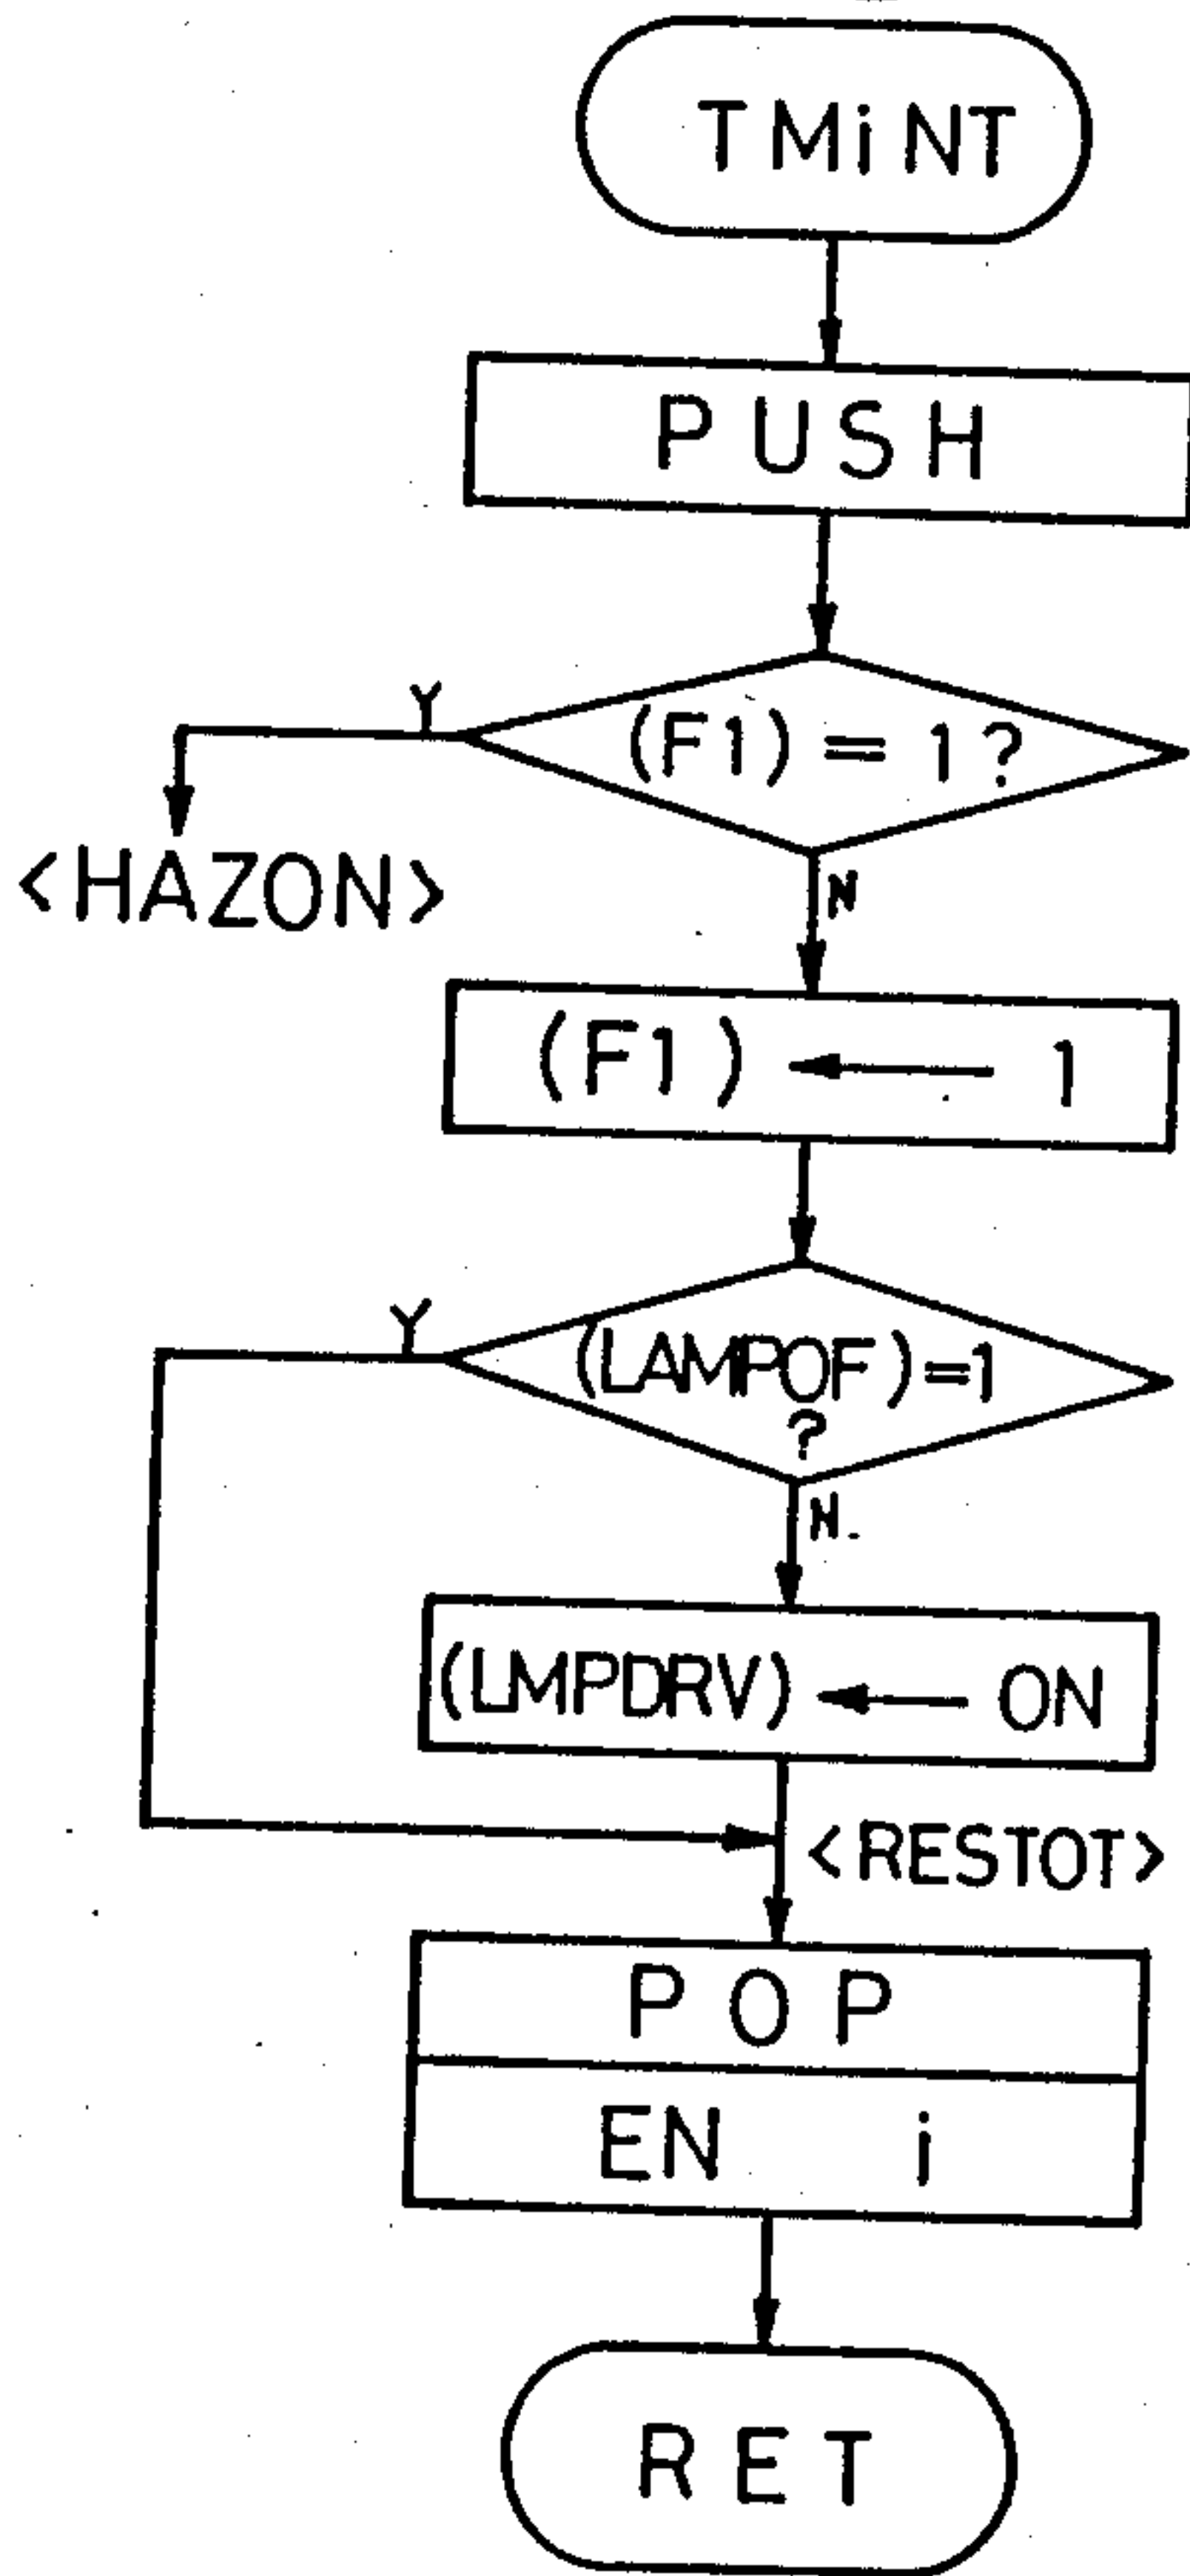 TMiNT
PUSH
Y
(F1) = 1?
<HAZON>
N
(F1) ← 1
Y
(LAMPOF)=1
?
N
(LMPDRV) ← ON
<RESTOT>
POP
EN i
RET